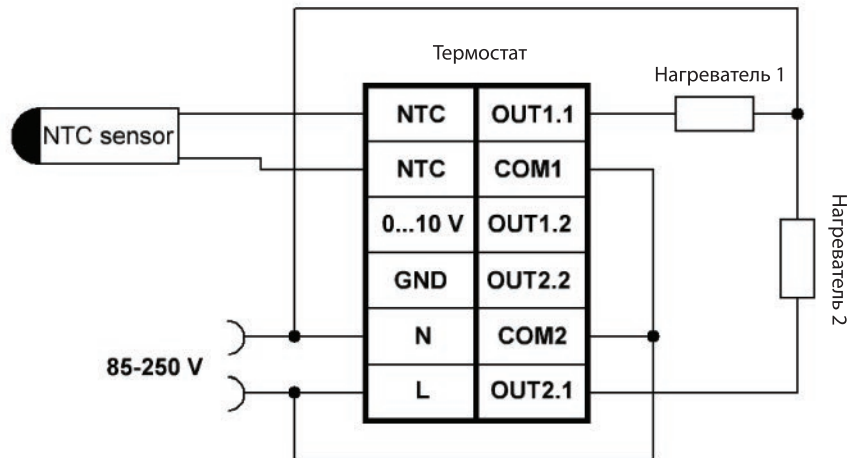 Термостат
Нагреватель 1
NTC sensor
NTC OUT1.1
NTC COM1
0...10 V OUT1.2
GND OUT2.2
N COM2
L OUT2.1
85-250 V
Нагреватель 2